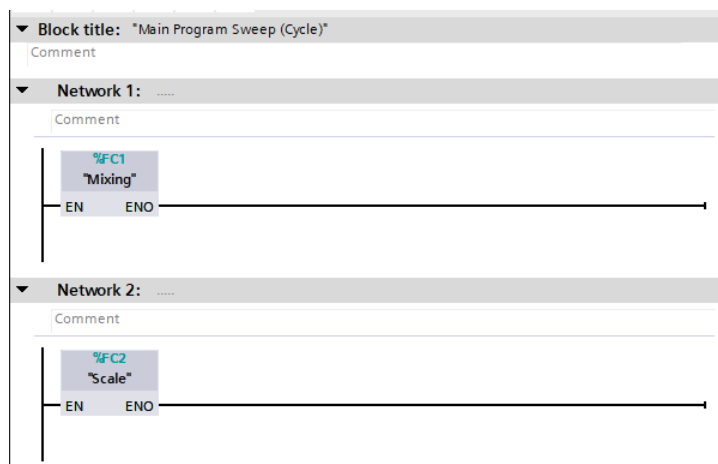 Block title: "Main Program Sweep (Cycle)"
Comment
Network 1: .....
Comment
%FC1
"Mixing"
EN ENO
Network 2: .....
Comment
%FC2
"Scale"
EN ENO